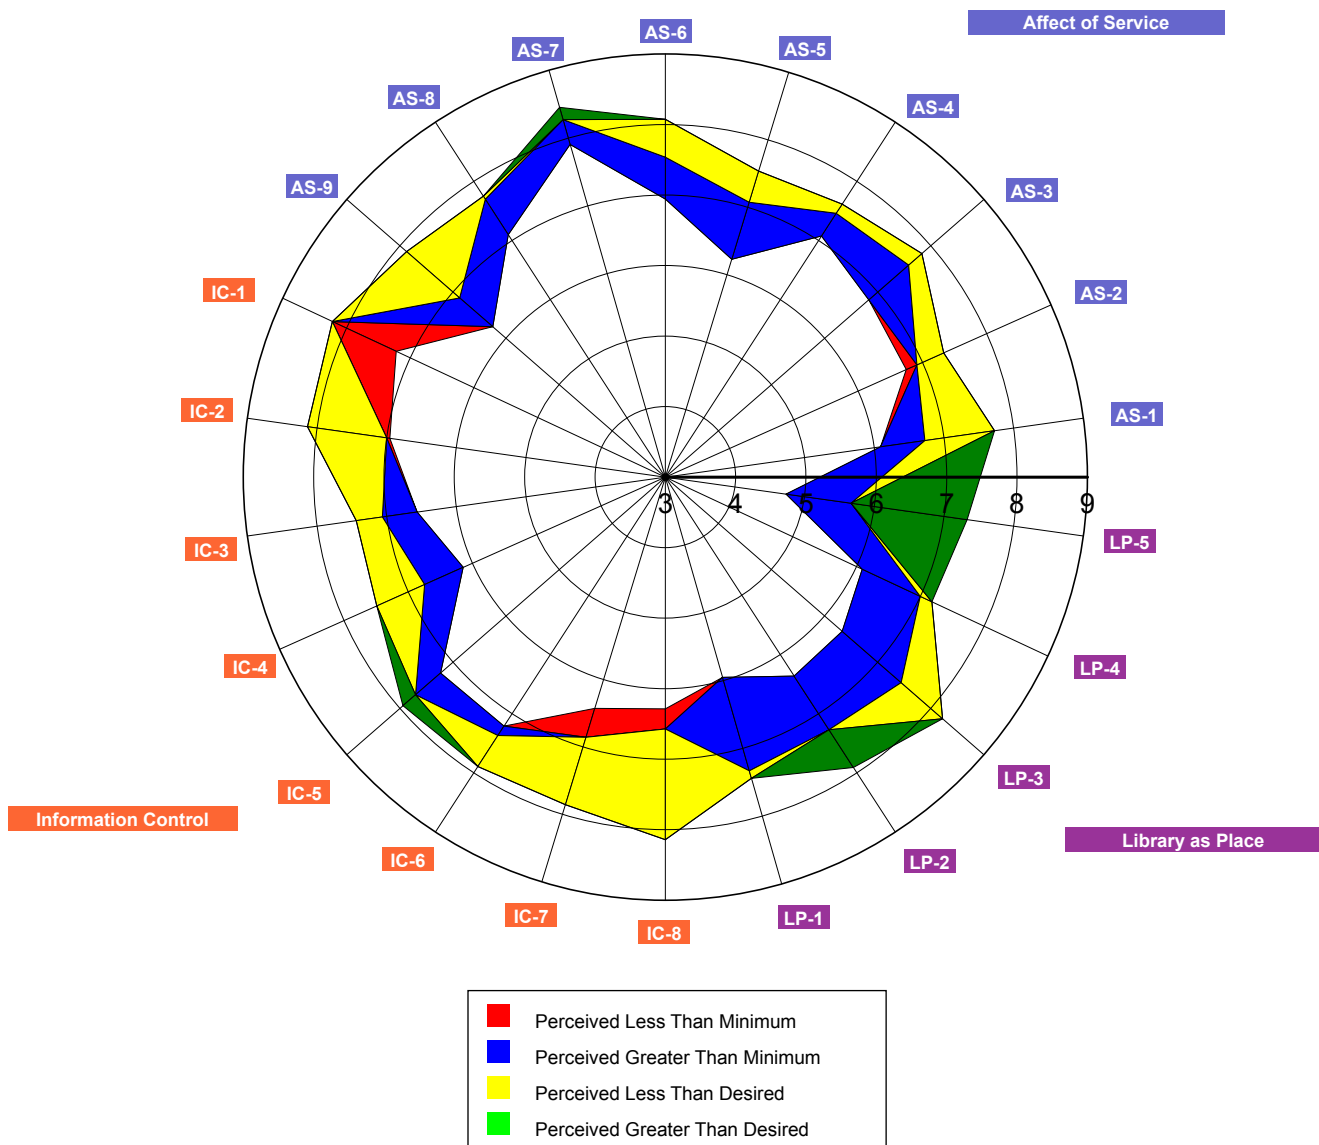 Affect of Service
AS-6
AS-7
AS-5
AS-8
AS-4
AS-9
AS-3
IC-1
AS-2
IC-2
AS-1
3 4 5 6 7 8 9
IC-3
LP-5
IC-4
LP-4
IC-5
LP-3
Information Control
Library as Place
IC-6
LP-2
IC-7
LP-1
IC-8
Perceived Less Than Minimum
Perceived Greater Than Minimum
Perceived Less Than Desired
Perceived Greater Than Desired